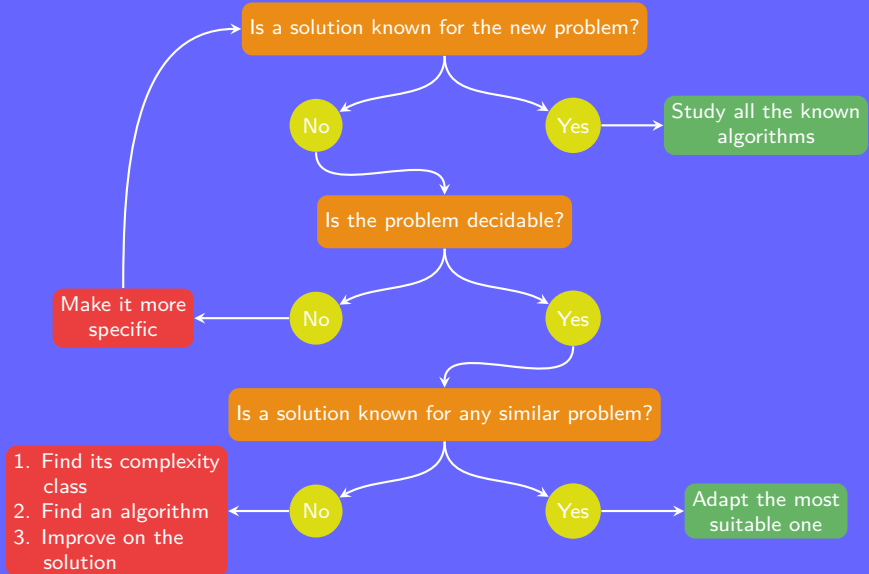 Is a solution known for the new problem?
No
Yes
Study all the known
algorithms
Is the problem decidable?
Make it more
specific
No
Yes
Is a solution known for any similar problem?
1. Find its complexity
class
2. Find an algorithm
3. Improve on the
solution
No
Yes
Adapt the most
suitable one